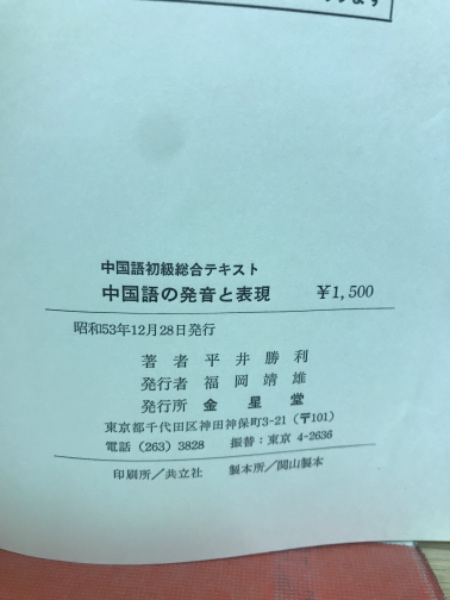 中国語初級総合テキスト
中国語の発音と表現 ¥1,500
昭和53年12月28日発行
著者 平井勝利
発行者 福岡靖雄
発行所 金星堂
東京都千代田区神田神保町3-21 (〒101)
電話 (263) 3828 振替:東京 4-2636
印刷所/共立社 製本所/関山製本